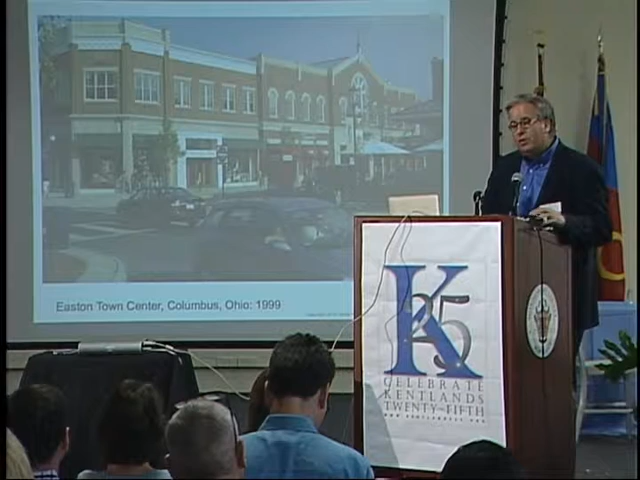 Easton Town Center, Columbus, Ohio: 1999
K
25
CELEBRATE
KENTLANDS
TWENTY-FIFTH